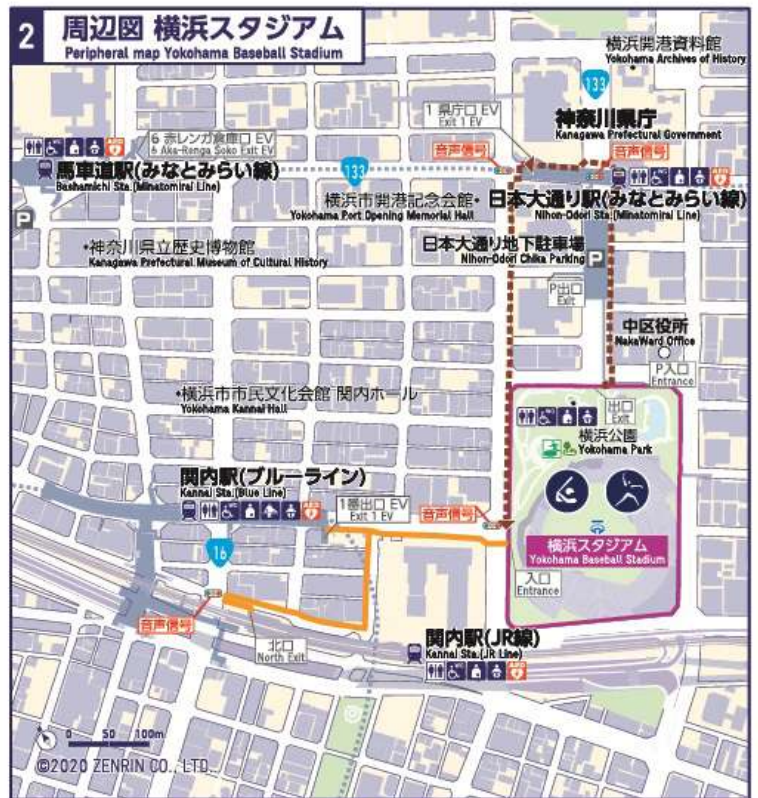 2
周辺図 横浜スタジアム
Peripheral map Yokohama Baseball Stadium
横浜開港資料館
Yokohama Archives of History
133
1 県庁口 EV
Exit 1 EV
神奈川県庁
Kanagawa Prefectural Government
6 赤レンガ倉庫口 EV
6 Aka-Renga Soko Exit EV
AED
音声信号
音声信号
馬車道駅(みなとみらい線)
Bashamichi Sta.(Minatomirai Line)
133
AED
横浜市開港記念会館
Yokohama Port Opening Memorial Hall
日本大通り駅(みなとみらい線)
Nihon-Odori Sta.(Minatomirai Line)
P
神奈川県立歴史博物館
Kanagawa Prefectural Museum of Cultural History
日本大通り地下駐車場
Nihon-Odori Chika Parking
P
P出口
Exit
中区役所
NakaWard Office
P入口
Entrance
横浜市市民文化会館 関内ホール
Yokohama Kannai Hall
出口
Exit
横浜公園
Yokohama Park
関内駅(ブルーライン)
Kannai Sta.(Blue Line)
AED
1番出口 EV
Exit 1 EV
音声信号
16
横浜スタジアム
Yokohama Baseball Stadium
入口
Entrance
音声信号
北口
North Exit
関内駅(JR線)
Kannai Sta.(JR Line)
AED
0 50 100m
©2020 ZENRIN CO., LTD.